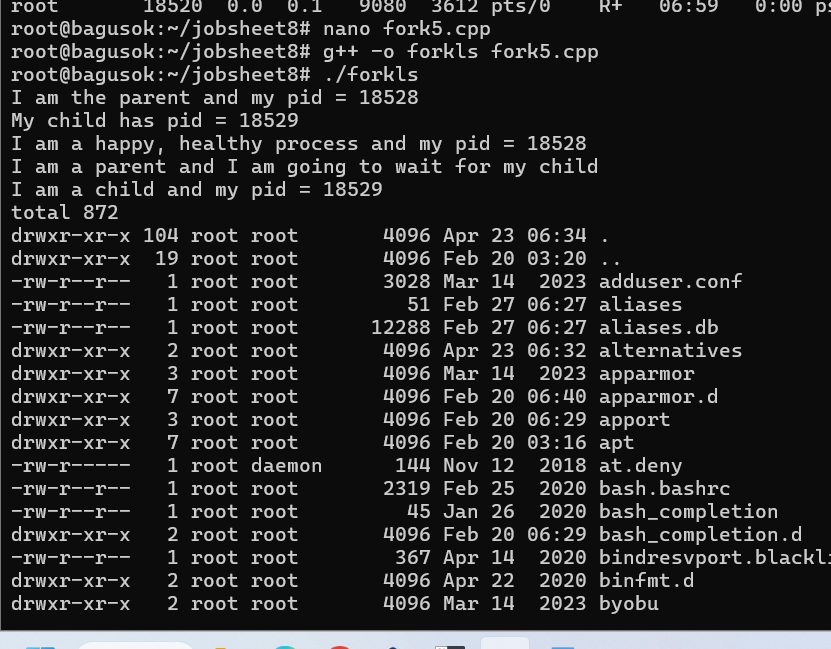 root       18520  0.0  0.1   9080  3612 pts/0    R+   06:59   0:00 ps
root@bagusok:~/jobsheet8# nano fork5.cpp
root@bagusok:~/jobsheet8# g++ -o forkls fork5.cpp
root@bagusok:~/jobsheet8# ./forkls
I am the parent and my pid = 18528
My child has pid = 18529
I am a happy, healthy process and my pid = 18528
I am a parent and I am going to wait for my child
I am a child and my pid = 18529
total 872
drwxr-xr-x 104 root root       4096 Apr 23 06:34 .
drwxr-xr-x  19 root root       4096 Feb 20 03:20 ..
-rw-r--r--   1 root root       3028 Mar 14  2023 adduser.conf
-rw-r--r--   1 root root         51 Feb 27 06:27 aliases
-rw-r--r--   1 root root      12288 Feb 27 06:27 aliases.db
drwxr-xr-x   2 root root       4096 Apr 23 06:32 alternatives
drwxr-xr-x   3 root root       4096 Mar 14  2023 apparmor
drwxr-xr-x   7 root root       4096 Feb 20 06:40 apparmor.d
drwxr-xr-x   3 root root       4096 Feb 20 06:29 apport
drwxr-xr-x   7 root root       4096 Feb 20 03:16 apt
-rw-r-----   1 root daemon      144 Nov 12  2018 at.deny
-rw-r--r--   1 root root       2319 Feb 25  2020 bash.bashrc
-rw-r--r--   1 root root         45 Jan 26  2020 bash_completion
drwxr-xr-x   2 root root       4096 Feb 20 06:29 bash_completion.d
-rw-r--r--   1 root root        367 Apr 14  2020 bindresvport.blackli
drwxr-xr-x   2 root root       4096 Apr 22  2020 binfmt.d
drwxr-xr-x   2 root root       4096 Mar 14  2023 byobu